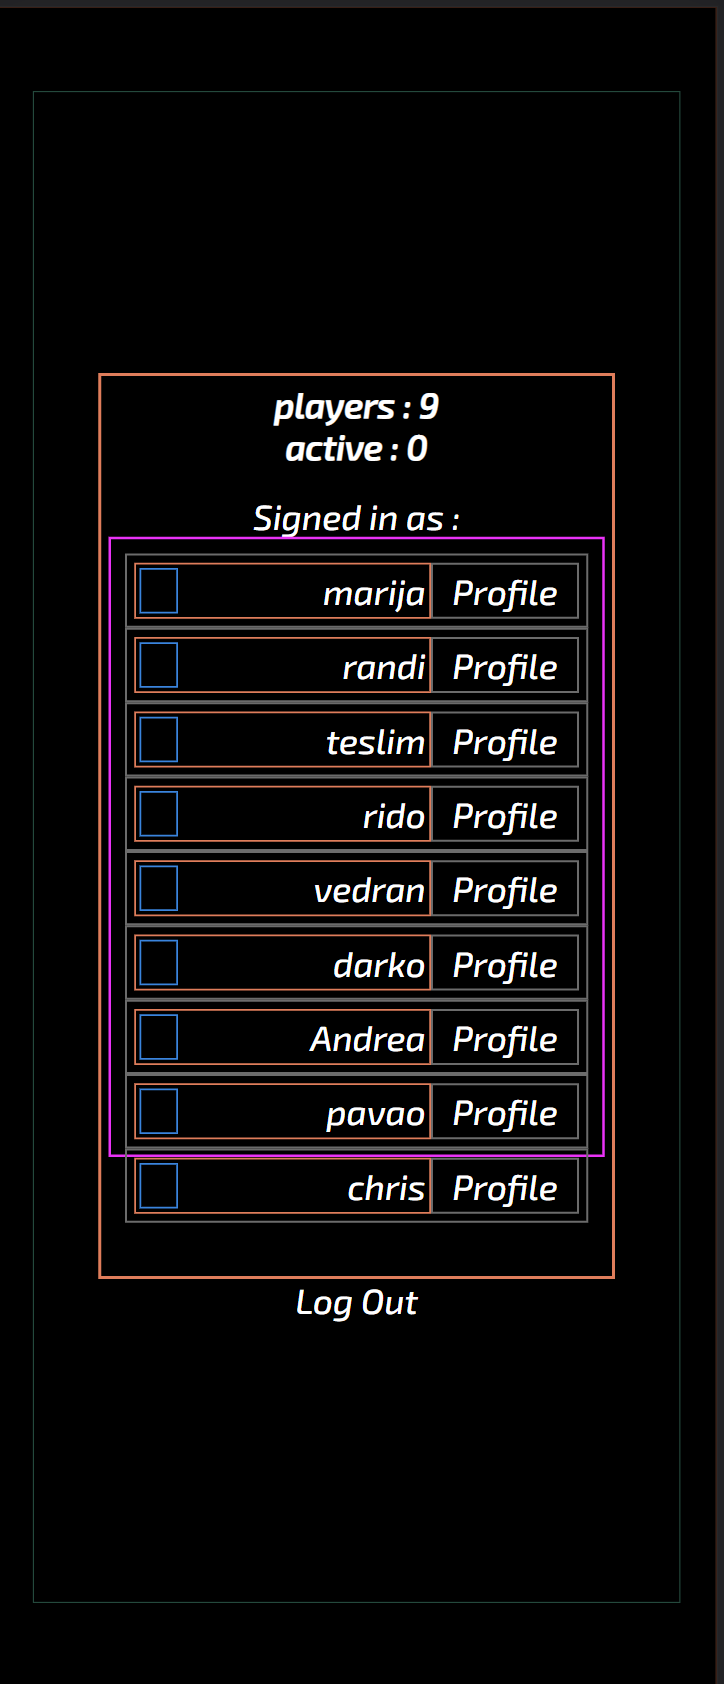 players : 9
active : 0
Signed in as :
marija Profile
randi Profile
teslim Profile
rido Profile
vedran Profile
darko Profile
Andrea Profile
pavao Profile
chris Profile
Log Out